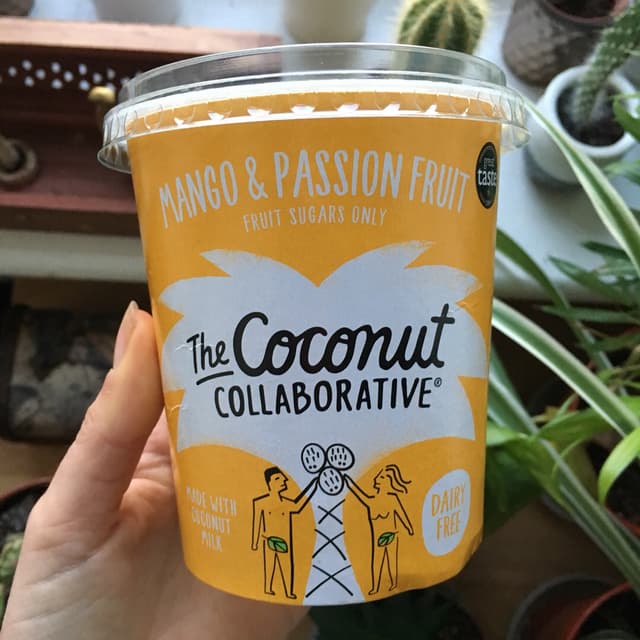 MANGO & PASSION FRUIT
FRUIT SUGARS ONLY
great
taste
The Coconut
COLLABORATIVE®
MADE WITH
COCONUT
MILK
DAIRY
FREE